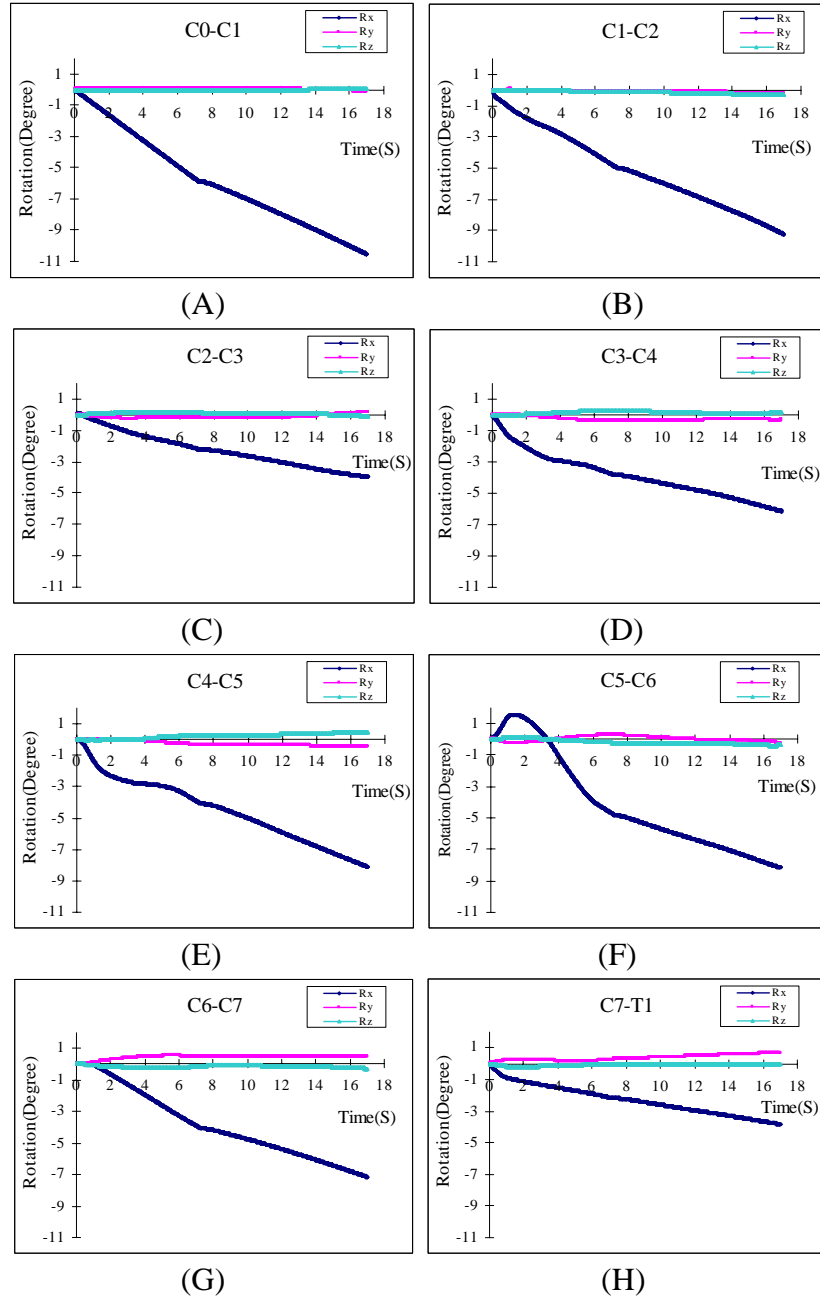 C0-C1
Rx
Ry
Rz
Rotation(Degree)
1
-1
-3
-5
-7
-9
-11
0 2 4 6 8 10 12 14 16 18
Time(S)
(A)
C1-C2
Rx
Ry
Rz
Rotation(Degree)
1
-1
-3
-5
-7
-9
-11
0 2 4 6 8 10 12 14 16 18
Time(S)
(B)
C2-C3
Rx
Ry
Rz
Rotation(Degree)
1
-1
-3
-5
-7
-9
-11
0 2 4 6 8 10 12 14 16 18
Time(S)
(C)
C3-C4
Rx
Ry
Rz
Rotation(Degree)
1
-1
-3
-5
-7
-9
-11
0 2 4 6 8 10 12 14 16 18
Time(S)
(D)
C4-C5
Rx
Ry
Rz
Rotation(Degree)
1
-1
-3
-5
-7
-9
-11
0 2 4 6 8 10 12 14 16 18
Time(S)
(E)
C5-C6
Rx
Ry
Rz
Rotation(Degree)
1
-1
-3
-5
-7
-9
-11
0 2 4 6 8 10 12 14 16 18
Time(S)
(F)
C6-C7
Rx
Ry
Rz
Rotation(Degree)
1
-1
-3
-5
-7
-9
-11
0 2 4 6 8 10 12 14 16 18
Time(S)
(G)
C7-T1
Rx
Ry
Rz
Rotation(Degree)
1
-1
-3
-5
-7
-9
-11
0 2 4 6 8 10 12 14 16 18
Time(S)
(H)